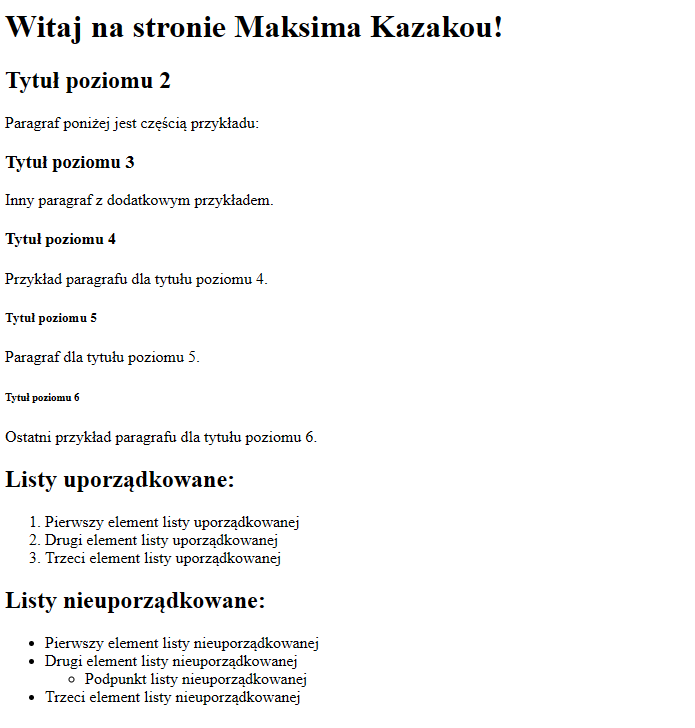 Witaj na stronie Maksima Kazakou!
Tytuł poziomu 2
Paragraf poniżej jest częścią przykładu:
Tytuł poziomu 3
Inny paragraf z dodatkowym przykładem.
Tytuł poziomu 4
Przykład paragrafu dla tytułu poziomu 4.
Tytuł poziomu 5
Paragraf dla tytułu poziomu 5.
Tytuł poziomu 6
Ostatni przykład paragrafu dla tytułu poziomu 6.
Listy uporządkowane:
1. Pierwszy element listy uporządkowanej
2. Drugi element listy uporządkowanej
3. Trzeci element listy uporządkowanej
Listy nieuporządkowane:
• Pierwszy element listy nieuporządkowanej
• Drugi element listy nieuporządkowanej
◦ Podpunkt listy nieuporządkowanej
• Trzeci element listy nieuporządkowanej